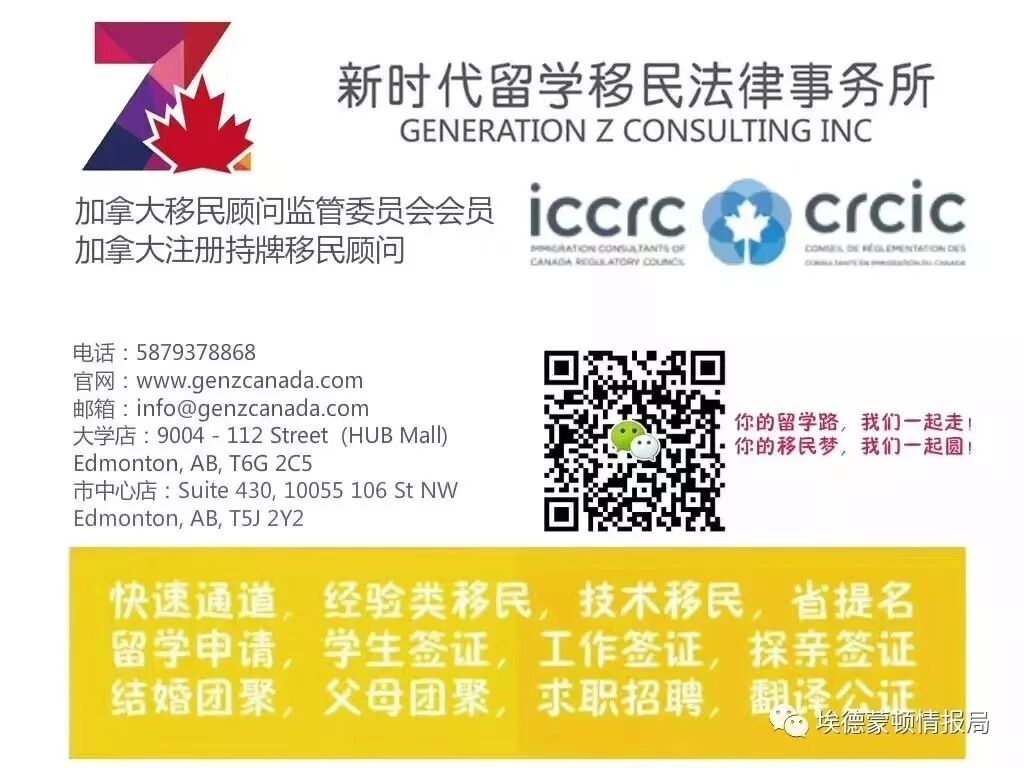 新时代留学移民法律事务所
GENERATION Z CONSULTING INC
加拿大移民顾问监管委员会会员
加拿大注册持牌移民顾问
iccrc
IMMIGRATION CONSULTANTS OF
CANADA REGULATORY COUNCIL
crcic
CONSEIL DE RÉGLEMENTATION DES
CONSULTANTS EN IMMIGRATION DU CANADA
电话：5879378868
官网：www.genzcanada.com
邮箱：info@genzcanada.com
大学店：9004 - 112 Street (HUB Mall)
Edmonton, AB, T6G 2C5
市中心店：Suite 430, 10055 106 St NW
Edmonton, AB, T5J 2Y2
你的留学路，我们一起走！
你的移民梦，我们一起圆！
快速通道，经验类移民，技术移民，省提名
留学申请，学生签证，工作签证，探亲签证
结婚团聚，父母团聚，求职招聘，翻译公证
埃德蒙顿情报局